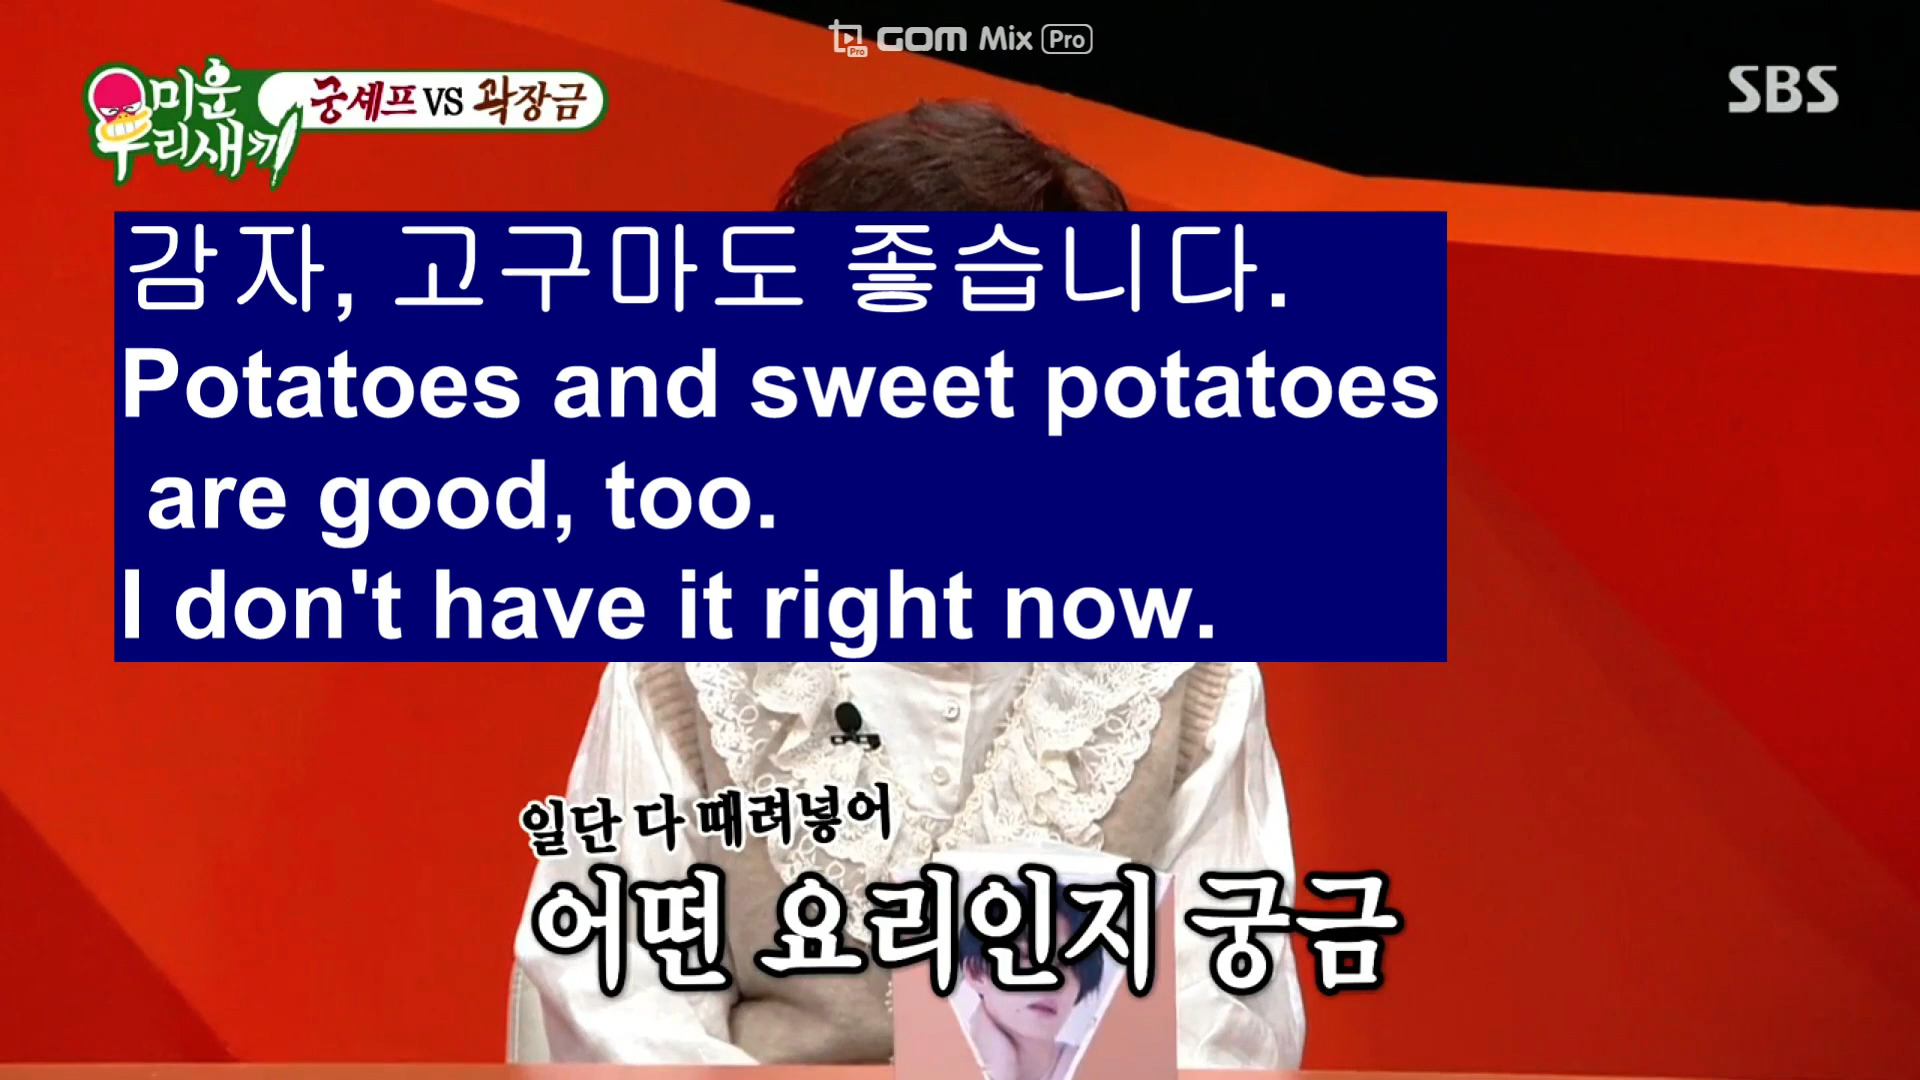 GOM Mix Pro
미운
우리새끼
궁셰프 VS 곽장금
SBS
감자, 고구마도 좋습니다.
Potatoes and sweet potatoes
are good, too.
I don't have it right now.
일단 다 때려넣어
어떤 요리인지 궁금